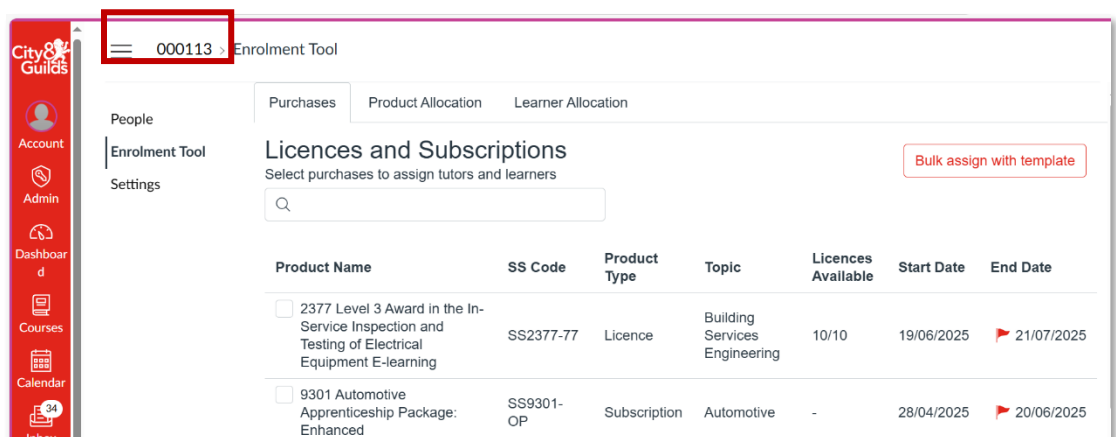 City&
Guilds
Account
Admin
Dashboar
d
Courses
Calendar
34
000113 > Enrolment Tool
People
Enrolment Tool
Settings
Purchases
Product Allocation
Learner Allocation
Licences and Subscriptions
Select purchases to assign tutors and learners
Bulk assign with template
Product Name
SS Code
Product
Type
Topic
Licences
Available
Start Date
End Date
2377 Level 3 Award in the In-
Service Inspection and
Testing of Electrical
Equipment E-learning
SS2377-77
Licence
Building
Services
Engineering
10/10
19/06/2025
21/07/2025
9301 Automotive
Apprenticeship Package:
Enhanced
SS9301-
OP
Subscription
Automotive
-
28/04/2025
20/06/2025